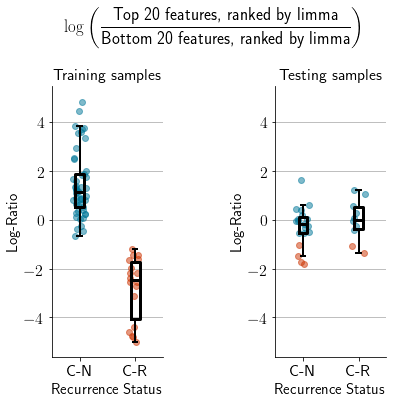 log ( Top 20 features, ranked by limma
Bottom 20 features, ranked by limma )
Training samples
Log-Ratio
4
2
0
−2
−4
C-N C-R
Recurrence Status
Testing samples
Log-Ratio
4
2
0
−2
−4
C-N C-R
Recurrence Status